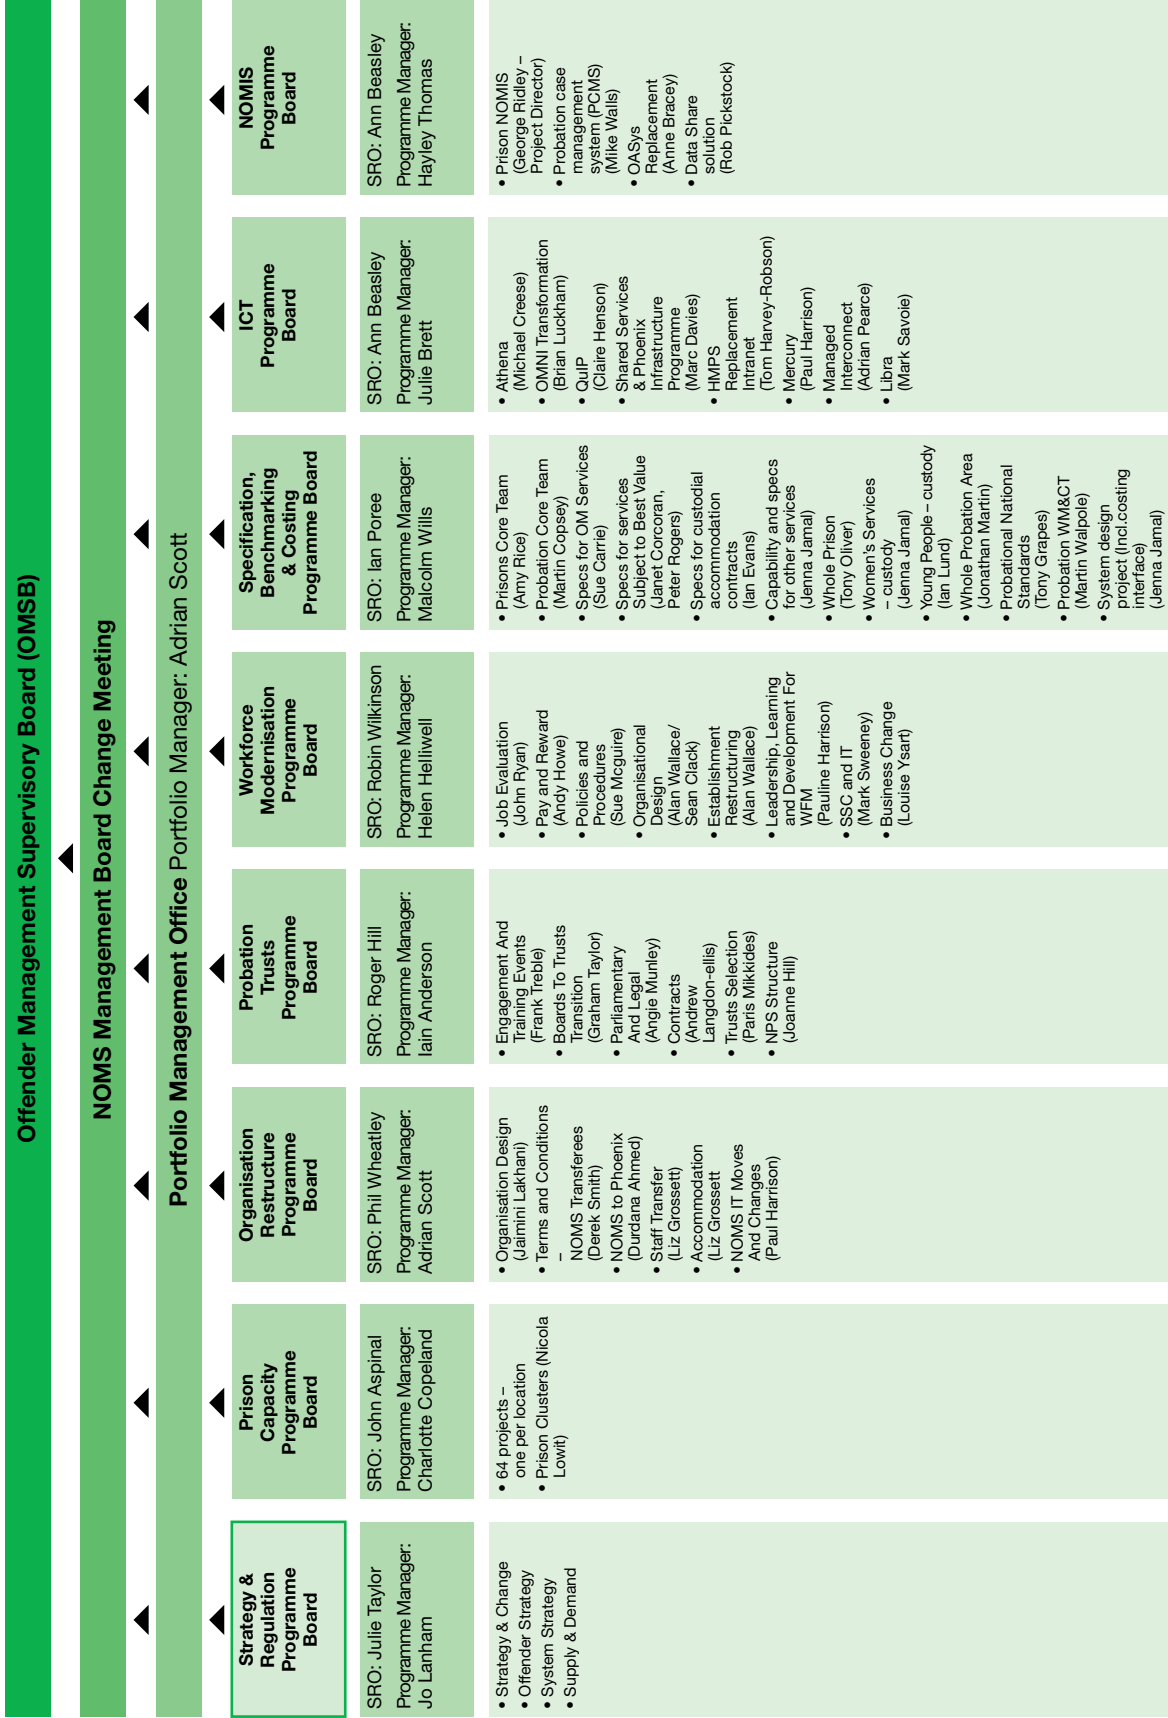 Offender Management Supervisory Board (OMSB)
NOMS Management Board Change Meeting
Portfolio Management Office Portfolio Manager: Adrian Scott
Strategy &
Regulation
Programme
Board
SRO: Julie Taylor
Programme Manager:
Jo Lanham
• Strategy & Change
• Offender Strategy
• System Strategy
• Supply & Demand
Prison
Capacity
Programme
Board
SRO: John Aspinal
Programme Manager:
Charlotte Copeland
• 64 projects –
one per location
• Prison Clusters (Nicola
Lowit)
Organisation
Restructure
Programme
Board
SRO: Phil Wheatley
Programme Manager:
Adrian Scott
• Organisation Design
(Jaimini Lakhani)
• Terms and Conditions
–
NOMS Transferees
(Derek Smith)
• NOMS to Phoenix
(Durdana Ahmed)
• Staff Transfer
(Liz Grossett)
• Accommodation
(Liz Grossett
• NOMS IT Moves
And Changes
(Paul Harrison)
Probation
Trusts
Programme
Board
SRO: Roger Hill
Programme Manager:
Iain Anderson
• Engagement And
Training Events
(Frank Treble)
• Boards To Trusts
Transition
(Graham Taylor)
• Parliamentary
And Legal
(Angie Munley)
• Contracts
(Andrew
Langdon-ellis)
• Trusts Selection
(Paris Mikkides)
• NPS Structure
(Joanne Hill)
Workforce
Modernisation
Programme
Board
SRO: Robin Wilkinson
Programme Manager:
Helen Helliwell
• Job Evaluation
(John Ryan)
• Pay and Reward
(Andy Howe)
• Policies and
Procedures
(Sue Mcguire)
• Organisational
Design
(Alan Wallace/
Sean Clack)
• Establishment
Restructuring
(Alan Wallace)
• Leadership, Learning
and Development For
WFM
(Pauline Harrison)
• SSC and IT
(Mark Sweeney)
• Business Change
(Louise Ysart)
Specification,
Benchmarking
& Costing
Programme Board
SRO: Ian Poree
Programme Manager:
Malcolm Wills
• Prisons Core Team
(Amy Rice)
• Probation Core Team
(Martin Copsey)
• Specs for OM Services
(Sue Carrie)
• Specs for services
Subject to Best Value
(Janet Corcoran,
Peter Rogers)
• Specs for custodial
accommodation
contracts
(Ian Evans)
• Capability and specs
for other services
(Jenna Jamal)
• Whole Prison
(Tony Oliver)
• Women's Services
– custody
(Jenna Jamal)
• Young People – custody
(Ian Lund)
• Whole Probation Area
(Jonathan Martin)
• Probational National
Standards
(Tony Grapes)
• Probation WM&CT
(Martin Walpole)
• System design
project (Incl.costing
interface)
(Jenna Jamal)
ICT
Programme
Board
SRO: Ann Beasley
Programme Manager:
Julie Brett
• Athena
(Michael Creese)
• OMNI Transformation
(Brian Luckham)
• QuIP
(Claire Henson)
• Shared Services
& Phoenix
Infrastructure
Programme
(Marc Davies)
• HMPS
Replacement
Intranet
(Tom Harvey-Robson)
• Mercury
(Paul Harrison)
• Managed
Interconnect
(Adrian Pearce)
• Libra
(Mark Savoie)
NOMIS
Programme
Board
SRO: Ann Beasley
Programme Manager:
Hayley Thomas
• Prison NOMIS
(George Ridley –
Project Director)
• Probation case
management
system (PCMS)
(Mike Walls)
• OASys
Replacement
(Anne Bracey)
• Data Share
solution
(Rob Pickstock)